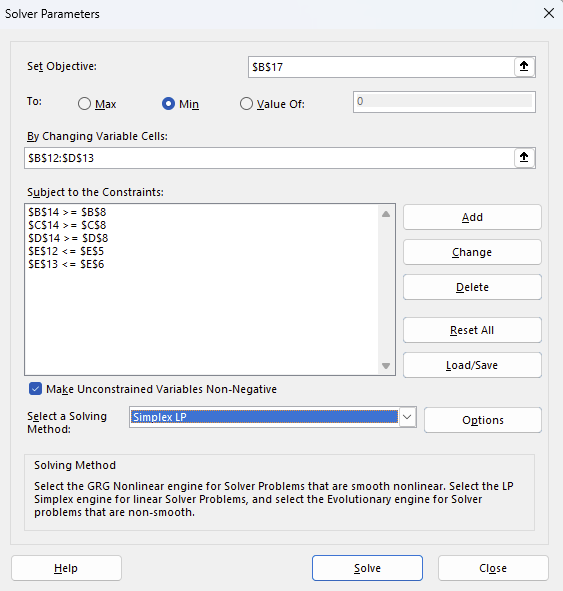 Solver Parameters
Set Objective:
$B$17
To:
Max
Min
Value Of:
0
By Changing Variable Cells:
$B$12:$D$13
Subject to the Constraints:
$B$14 >= $B$8
$C$14 >= $C$8
$D$14 >= $D$8
$E$12 <= $E$5
$E$13 <= $E$6
Add
Change
Delete
Reset All
Load/Save
Make Unconstrained Variables Non-Negative
Select a Solving
Method:
Simplex LP
Options
Solving Method
Select the GRG Nonlinear engine for Solver Problems that are smooth nonlinear. Select the LP
Simplex engine for linear Solver Problems, and select the Evolutionary engine for Solver
problems that are non-smooth.
Help
Solve
Close